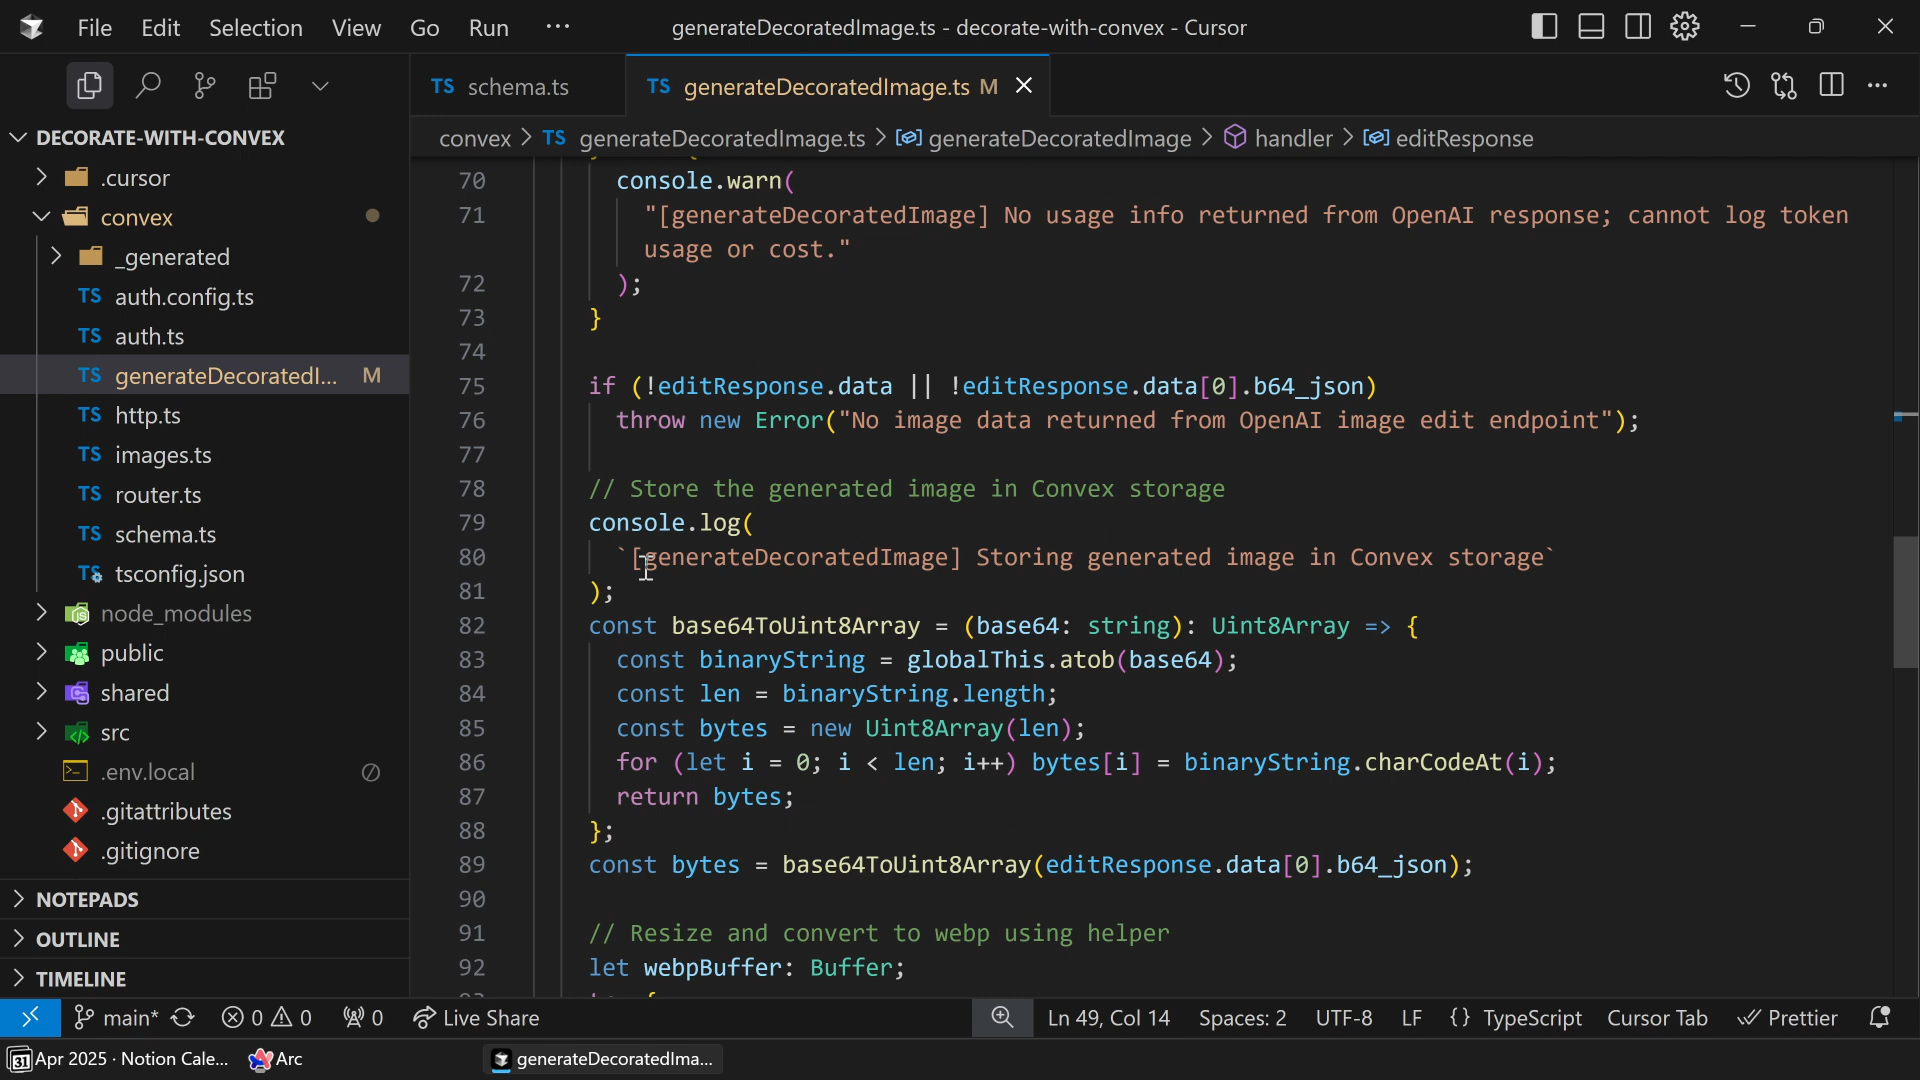 File Edit Selection View Go Run ··· generateDecoratedImage.ts - decorate-with-convex - Cursor
TS schema.ts TS generateDecoratedImage.ts M
DECORATE-WITH-CONVEX
convex > TS generateDecoratedImage.ts > generateDecoratedImage > handler > editResponse
.cursor
convex
_generated
TS auth.config.ts
TS auth.ts
TS generateDecoratedI... M
TS http.ts
TS images.ts
TS router.ts
TS schema.ts
TS tsconfig.json
node_modules
public
shared
src
.env.local
.gitattributes
.gitignore
NOTEPADS
OUTLINE
TIMELINE
70 console.warn(
71 "[generateDecoratedImage] No usage info returned from OpenAI response; cannot log token
usage or cost."
72 );
73 }
74
75 if (!editResponse.data || !editResponse.data[0].b64_json)
76 throw new Error("No image data returned from OpenAI image edit endpoint");
77
78 // Store the generated image in Convex storage
79 console.log(
80 `[generateDecoratedImage] Storing generated image in Convex storage`
81 );
82 const base64ToUint8Array = (base64: string): Uint8Array => {
83 const binaryString = globalThis.atob(base64);
84 const len = binaryString.length;
85 const bytes = new Uint8Array(len);
86 for (let i = 0; i < len; i++) bytes[i] = binaryString.charCodeAt(i);
87 return bytes;
88 };
89 const bytes = base64ToUint8Array(editResponse.data[0].b64_json);
90
91 // Resize and convert to webp using helper
92 let webpBuffer: Buffer;
main* 0 0 0 Live Share Ln 49, Col 14 Spaces: 2 UTF-8 LF {} TypeScript Cursor Tab Prettier
31 Apr 2025 · Notion Cale... Arc generateDecoratedIma...